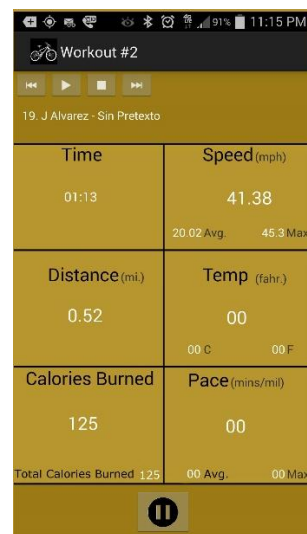 91% 11:15 PM
Workout #2
19. J Alvarez - Sin Pretexto
Time
01:13
Speed (mph)
41.38
20.02 Avg. 45.3 Max
Distance (mi.)
0.52
Temp (fahr.)
00
00 C 00 F
Calories Burned
125
Total Calories Burned 125
Pace (mins/mil)
00
00 Avg. 00 Max